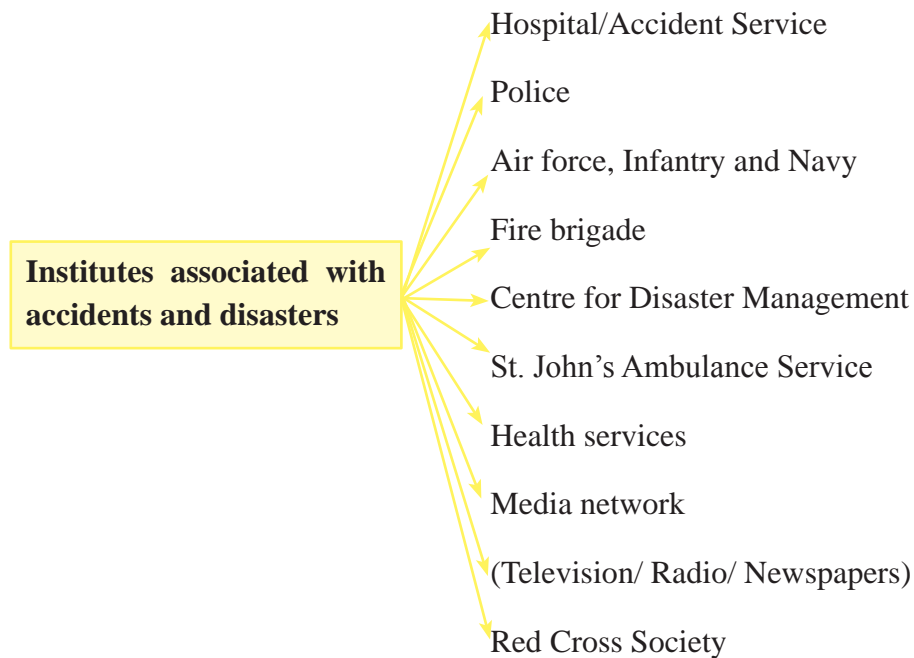 Hospital/Accident Service
Police
Air force, Infantry and Navy
Fire brigade
Institutes associated with
accidents and disasters
Centre for Disaster Management
St. John’s Ambulance Service
Health services
Media network
(Television/ Radio/ Newspapers)
Red Cross Society